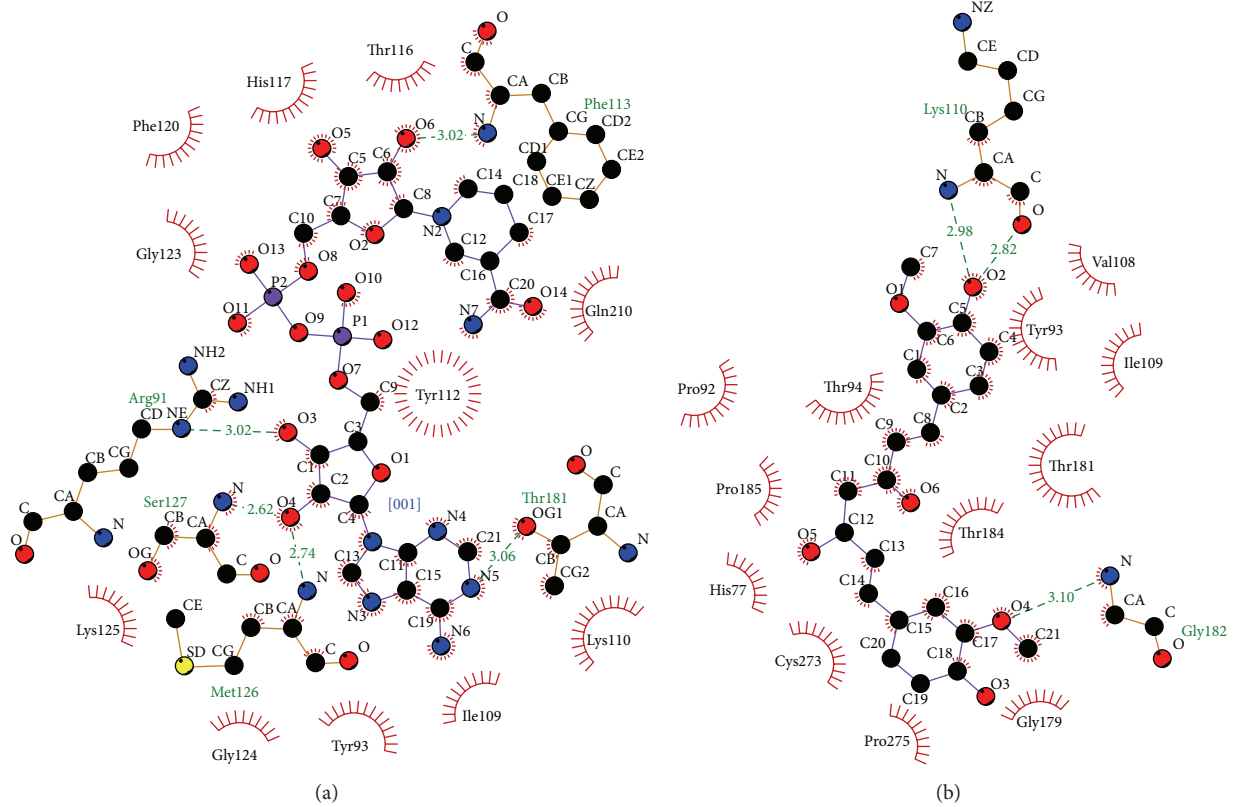 O
C
Thr116
His117
CA
CB
Phe113
Phe120
O5
O6
3.02
N
CG
CD2
C5
C6
CD1
CE2
C14
C18
CE1
CZ
C7
C8
C10
N2
C17
O2
C12
Gly123
O13
O8
C16
P2
O10
C20
O14
O11
O9
P1
O12
N7
Gln210
NH2
O7
CZ
NH1
C9
Tyr112
Arg91
CD
NE
3.02
O3
C3
CB
CG
C1
O1
CA
C2
N
O4
C4
[001]
Thr181
O
C
Ser127
2.62
OG1
C
CB
CA
N4
CA
O
N
C21
OG
C
O
2.74
C13
C11
C15
N5
3.06
CB
N
N
CG2
CE
CB
CA
N3
C19
Lys125
N6
Lys110
SD
CG
C
O
Met126
Ile109
Gly124
Tyr93
(a)
NZ
CE
CD
Lys110
CG
CB
CA
N
C
O
2.98
2.82
C7
Val108
O2
O1
C5
Tyr93
C6
C4
Ile109
C1
C3
Pro92
Thr94
C2
C8
C9
C10
Thr181
C11
Pro185
O6
C12
O5
Thr184
C13
N
His77
C14
C16
3.10
O4
CA
C
C15
C17
C21
Gly182
Cys273
C20
C18
O
O3
C19
Gly179
Pro275
(b)